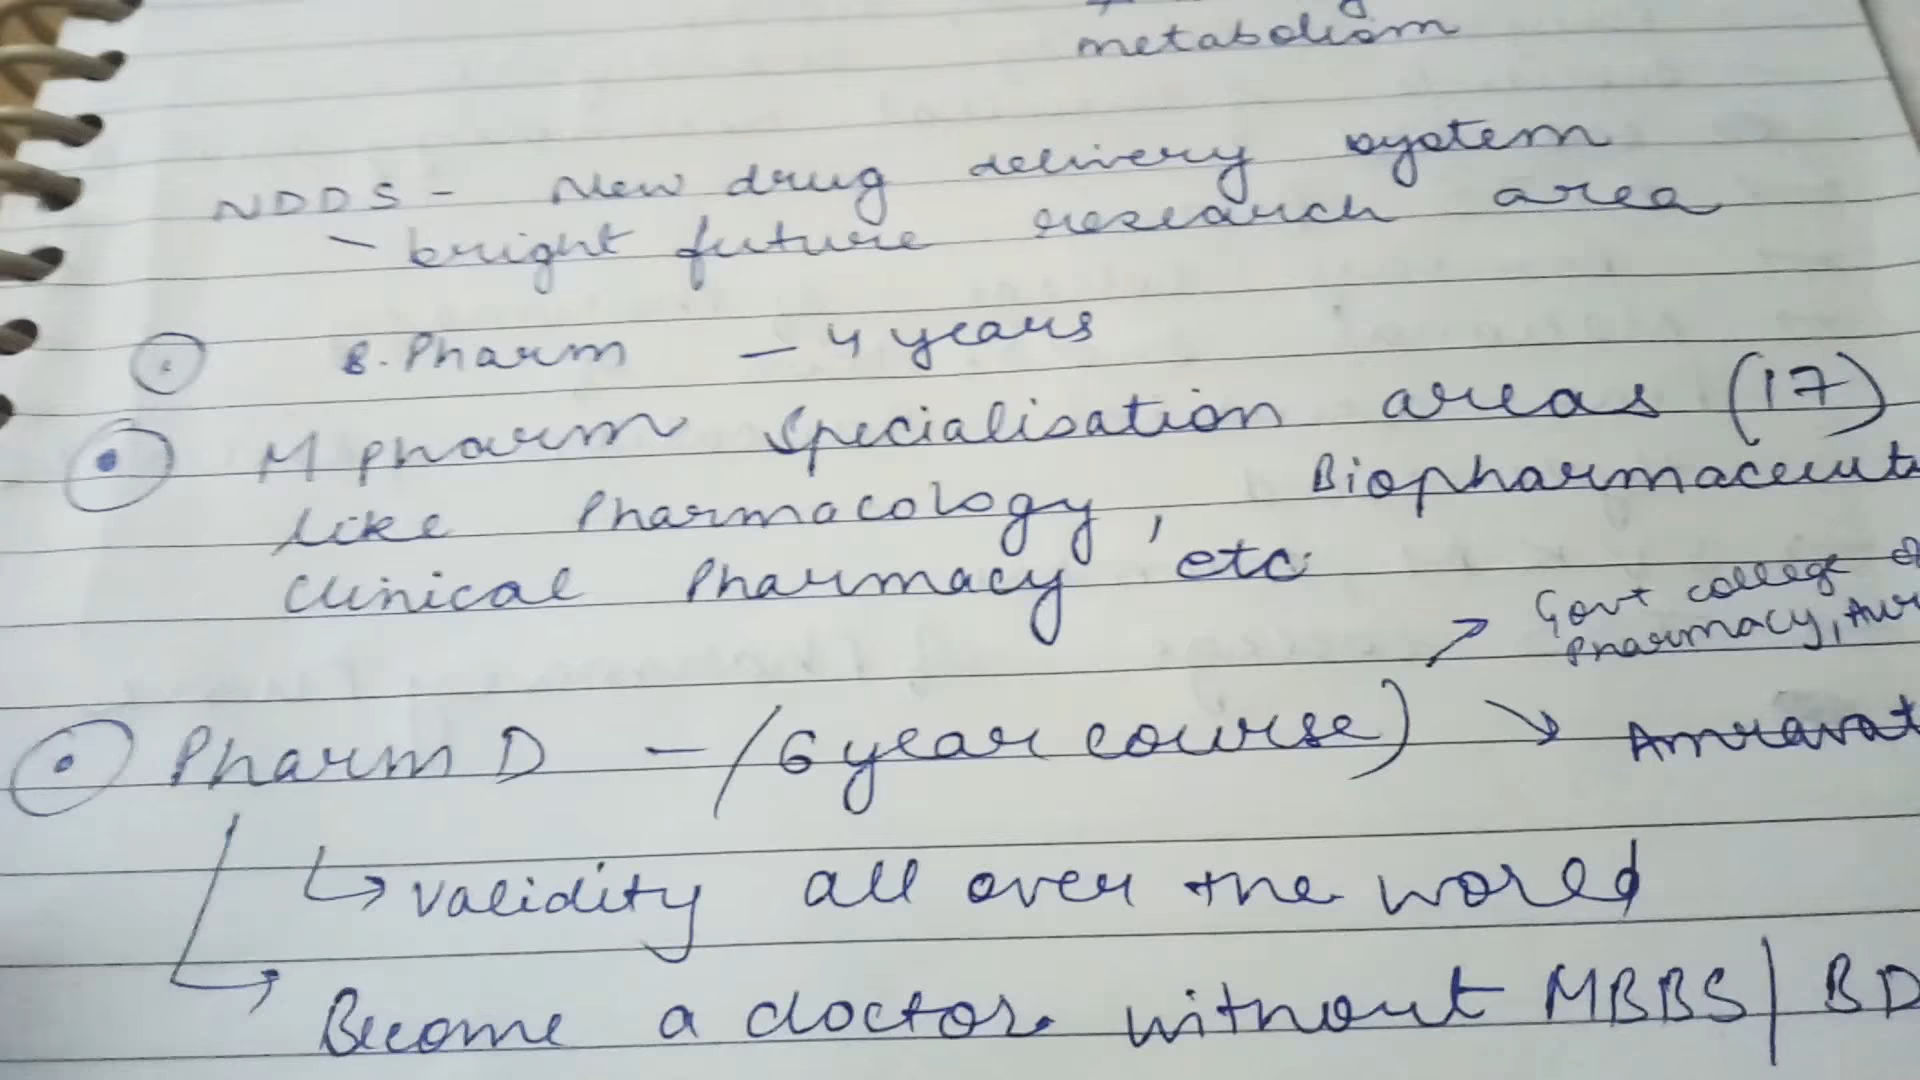 metabolism
NDDS - New drug delivery system
- bright future research area
B. Pharm - 4 years
M pharm Specialisation areas (17)
like Pharmacology, Biopharmaceut
Clinical Pharmacy etc.
Govt college of
Pharmacy, Aur
Pharm D - (6 year course)
Amravat
↳ validity all over the world
↳ Become a doctor without MBBS | BD